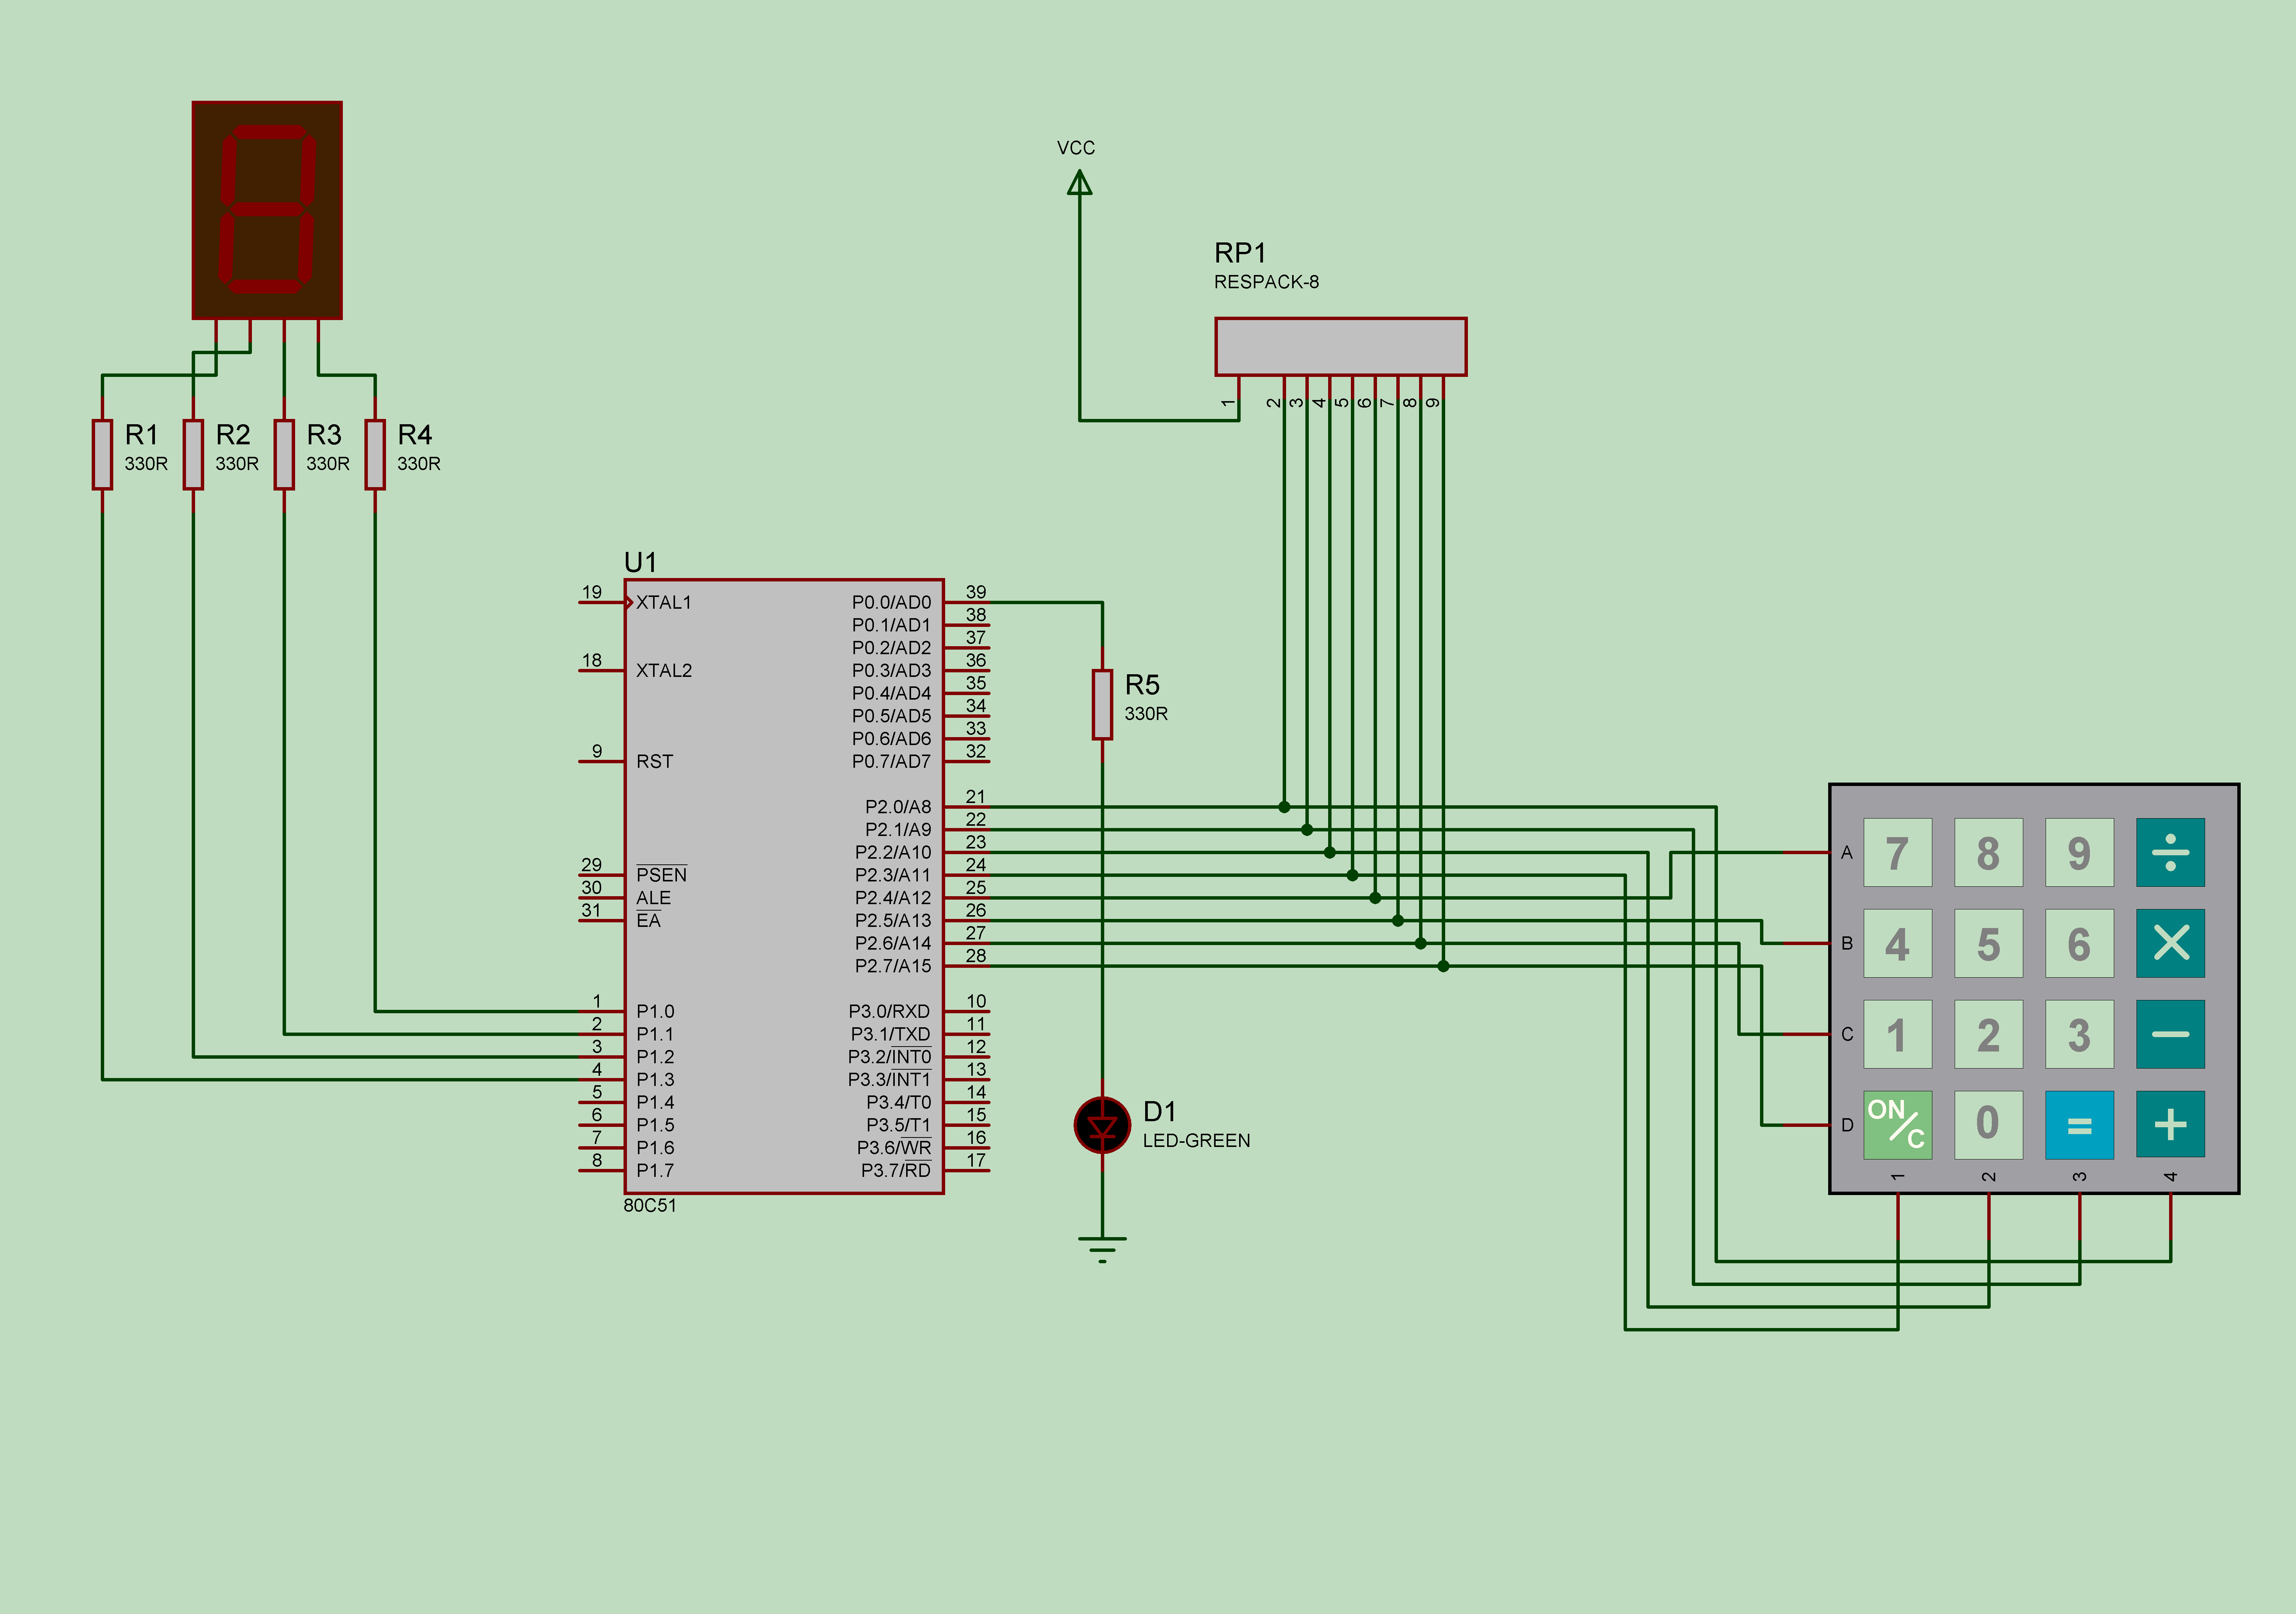 VCC
RP1
RESPACK-8
1 2 3 4 5 6 7 8 9
R1
330R
R2
330R
R3
330R
R4
330R
U1
19 XTAL1
18 XTAL2
9 RST
29 PSEN
30 ALE
31 EA
1 P1.0
2 P1.1
3 P1.2
4 P1.3
5 P1.4
6 P1.5
7 P1.6
8 P1.7
P0.0/AD0 39
P0.1/AD1 38
P0.2/AD2 37
P0.3/AD3 36
P0.4/AD4 35
P0.5/AD5 34
P0.6/AD6 33
P0.7/AD7 32
P2.0/A8 21
P2.1/A9 22
P2.2/A10 23
P2.3/A11 24
P2.4/A12 25
P2.5/A13 26
P2.6/A14 27
P2.7/A15 28
P3.0/RXD 10
P3.1/TXD 11
P3.2/INT0 12
P3.3/INT1 13
P3.4/T0 14
P3.5/T1 15
P3.6/WR 16
P3.7/RD 17
80C51
R5
330R
D1
LED-GREEN
A 7 8 9 ÷
B 4 5 6 ×
C 1 2 3 −
D ON/C 0 = +
1 2 3 4